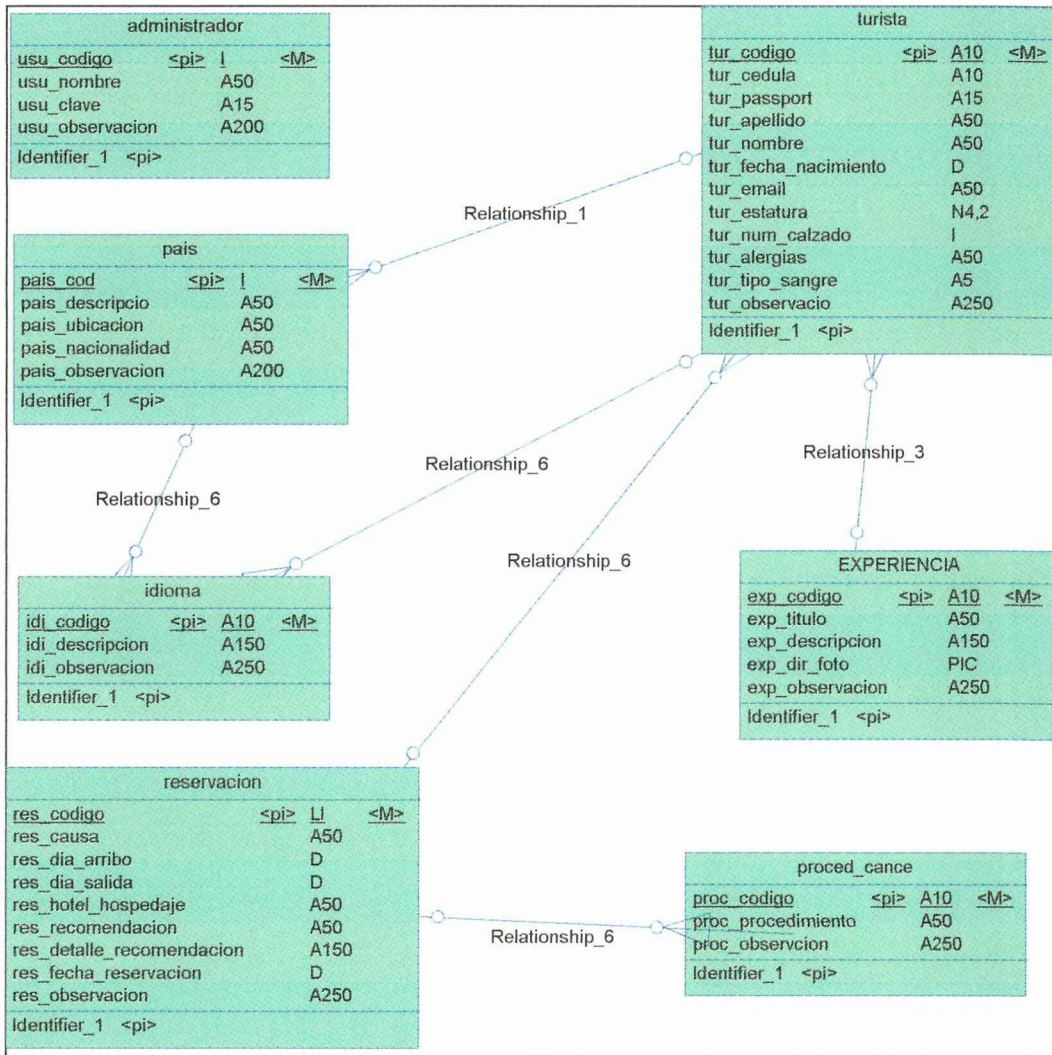 administrador
usu_codigo <pi> I <M>
usu_nombre A50
usu_clave A15
usu_observacion A200
Identifier_1 <pi>
turista
tur_codigo <pi> A10 <M>
tur_cedula A10
tur_passport A15
tur_apellido A50
tur_nombre A50
tur_fecha_nacimiento D
tur_email A50
tur_estatura N4,2
tur_num_calzado I
tur_alergias A50
tur_tipo_sangre A5
tur_observacio A250
Identifier_1 <pi>
Relationship_1
pais
pais_cod <pi> I <M>
pais_descripcio A50
pais_ubicacion A50
pais_nacionalidad A50
pais_observacion A200
Identifier_1 <pi>
Relationship_6
Relationship_6
Relationship_3
Relationship_6
idioma
idi_codigo <pi> A10 <M>
idi_descripcion A150
idi_observacion A250
Identifier_1 <pi>
EXPERIENCIA
exp_codigo <pi> A10 <M>
exp_titulo A50
exp_descripcion A150
exp_dir_foto PIC
exp_observacion A250
Identifier_1 <pi>
reservacion
res_codigo <pi> LI <M>
res_causa A50
res_dia_arribo D
res_dia_salida D
res_hotel_hospedaje A50
res_recomendacion A50
res_detalle_recomendacion A150
res_fecha_reservacion D
res_observacion A250
Identifier_1 <pi>
Relationship_6
proced_cance
proc_codigo <pi> A10 <M>
proc_procedimiento A50
proc_observcion A250
Identifier_1 <pi>